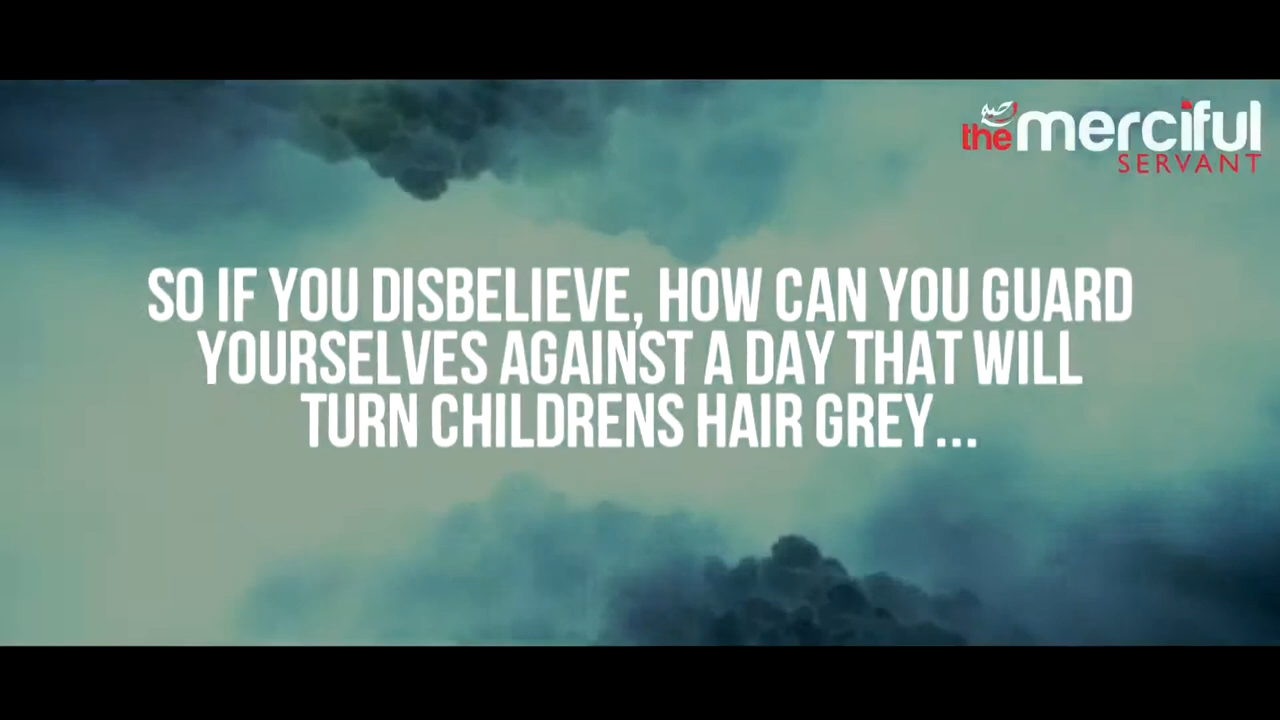 the merciful
SERVANT
SO IF YOU DISBELIEVE, HOW CAN YOU GUARD
YOURSELVES AGAINST A DAY THAT WILL
TURN CHILDRENS HAIR GREY...